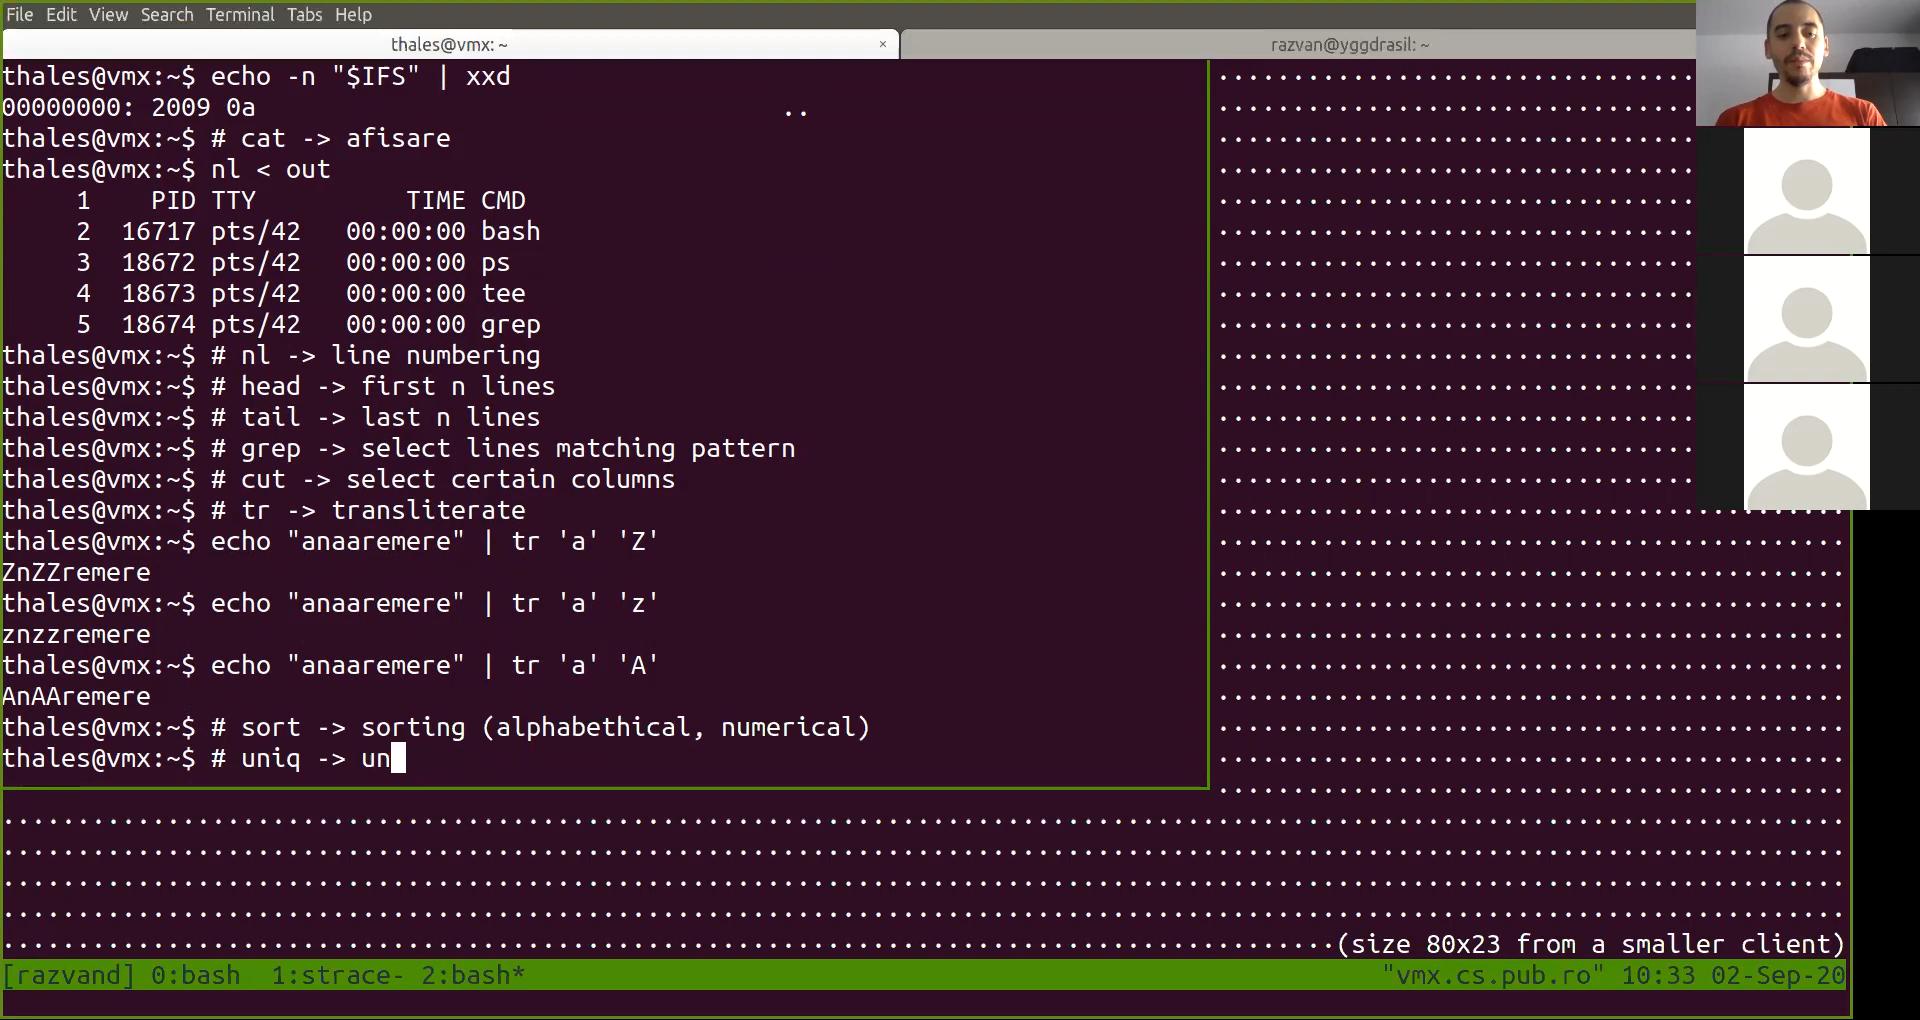 File Edit View Search Terminal Tabs Help
thales@vmx: ~ × razvan@yggdrasil: ~
thales@vmx:~$ echo -n "$IFS" | xxd
00000000: 2009 0a ..
thales@vmx:~$ # cat -> afisare
thales@vmx:~$ nl < out
1 PID TTY TIME CMD
2 16717 pts/42 00:00:00 bash
3 18672 pts/42 00:00:00 ps
4 18673 pts/42 00:00:00 tee
5 18674 pts/42 00:00:00 grep
thales@vmx:~$ # nl -> line numbering
thales@vmx:~$ # head -> first n lines
thales@vmx:~$ # tail -> last n lines
thales@vmx:~$ # grep -> select lines matching pattern
thales@vmx:~$ # cut -> select certain columns
thales@vmx:~$ # tr -> transliterate
thales@vmx:~$ echo "anaaremere" | tr 'a' 'Z'
ZnZZremere
thales@vmx:~$ echo "anaaremere" | tr 'a' 'z'
znzzremere
thales@vmx:~$ echo "anaaremere" | tr 'a' 'A'
AnAAremere
thales@vmx:~$ # sort -> sorting (alphabethical, numerical)
thales@vmx:~$ # uniq -> un
(size 80x23 from a smaller client)
[razvand] 0:bash 1:strace- 2:bash* "vmx.cs.pub.ro" 10:33 02-Sep-20